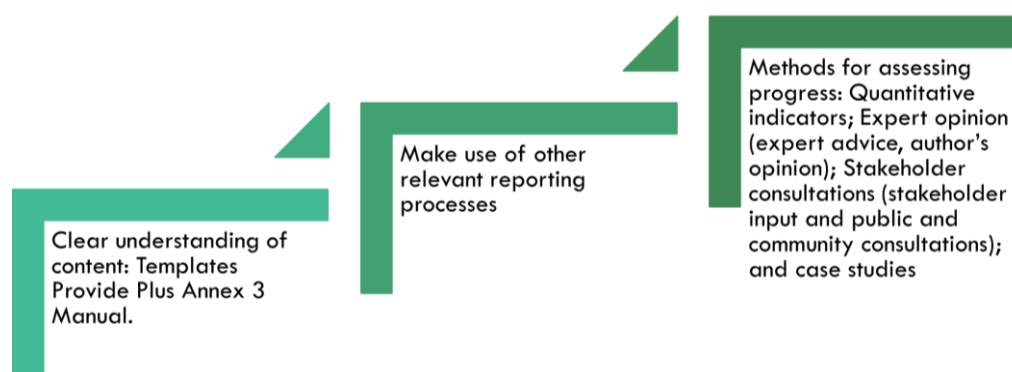 Clear understanding of
content: Templates
Provide Plus Annex 3
Manual.
Make use of other
relevant reporting
processes
Methods for assessing
progress: Quantitative
indicators; Expert opinion
(expert advice, author's
opinion); Stakeholder
consultations (stakeholder
input and public and
community consultations);
and case studies